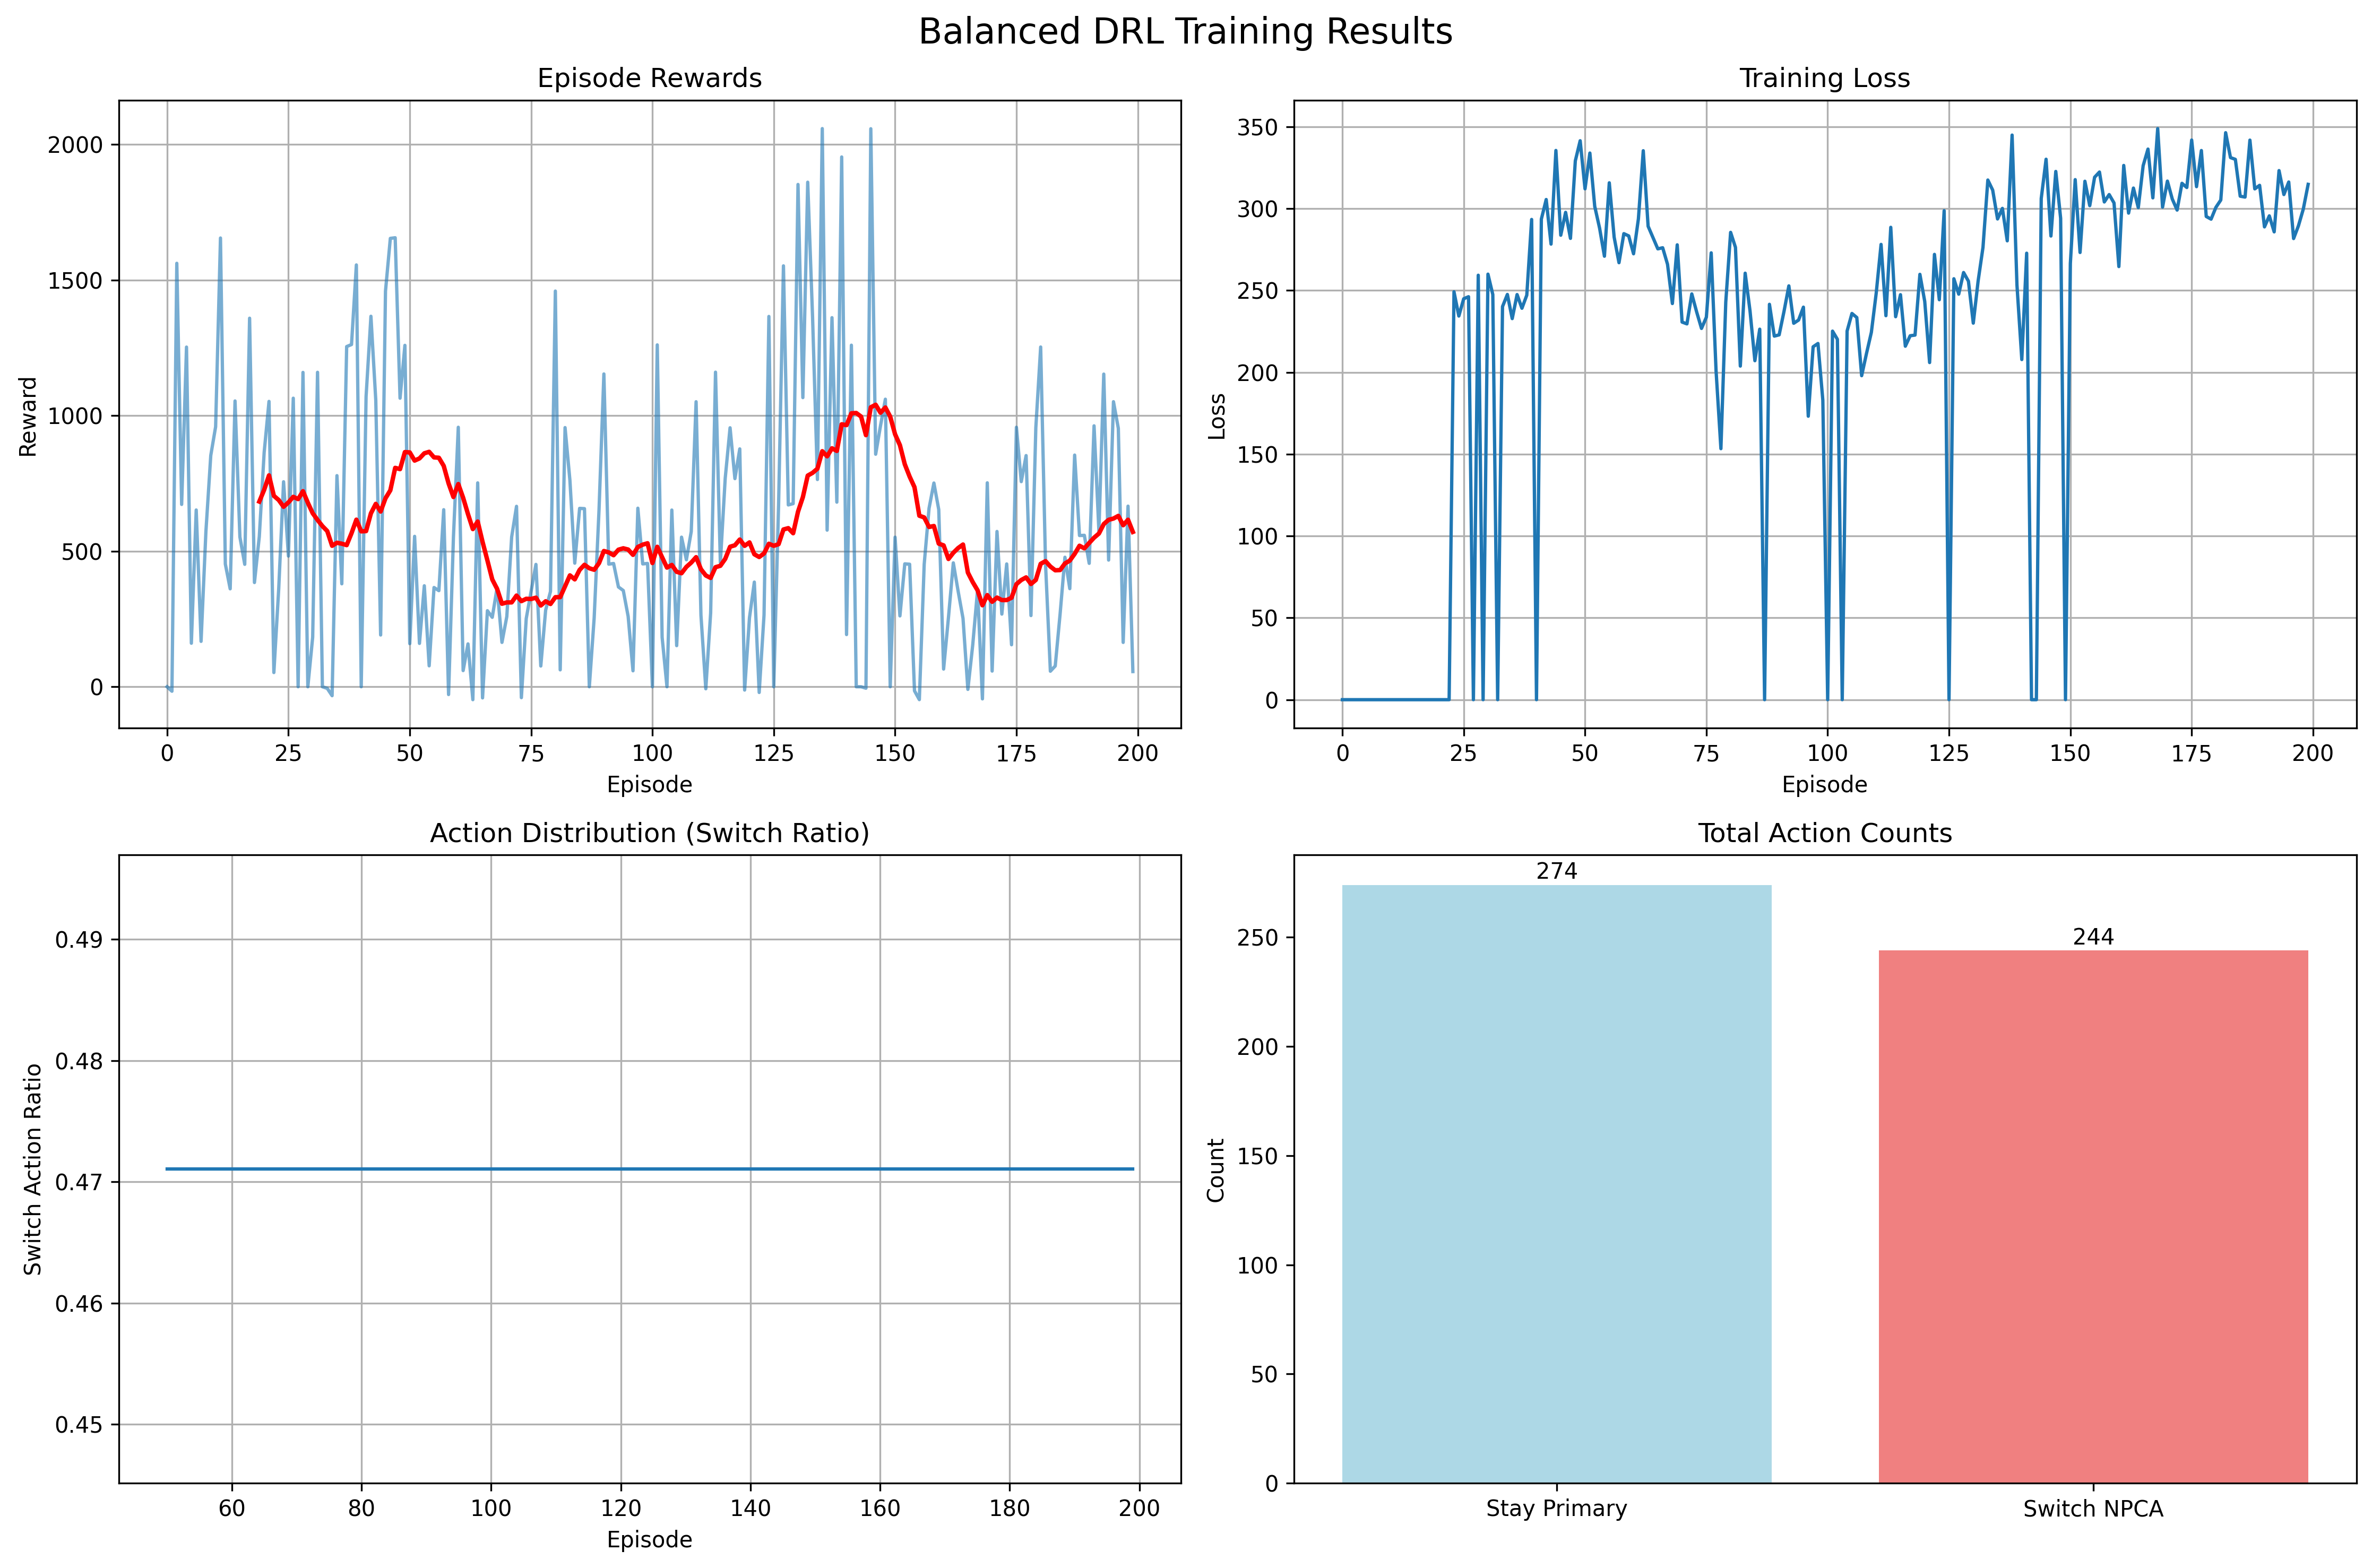 Balanced DRL Training Results
Episode Rewards
Reward
2000
1500
1000
500
0
0 25 50 75 100 125 150 175 200
Episode
Training Loss
Loss
350
300
250
200
150
100
50
0
0 25 50 75 100 125 150 175 200
Episode
Action Distribution (Switch Ratio)
Switch Action Ratio
0.49
0.48
0.47
0.46
0.45
60 80 100 120 140 160 180 200
Episode
Total Action Counts
Count
250
200
150
100
50
0
274
244
Stay Primary
Switch NPCA